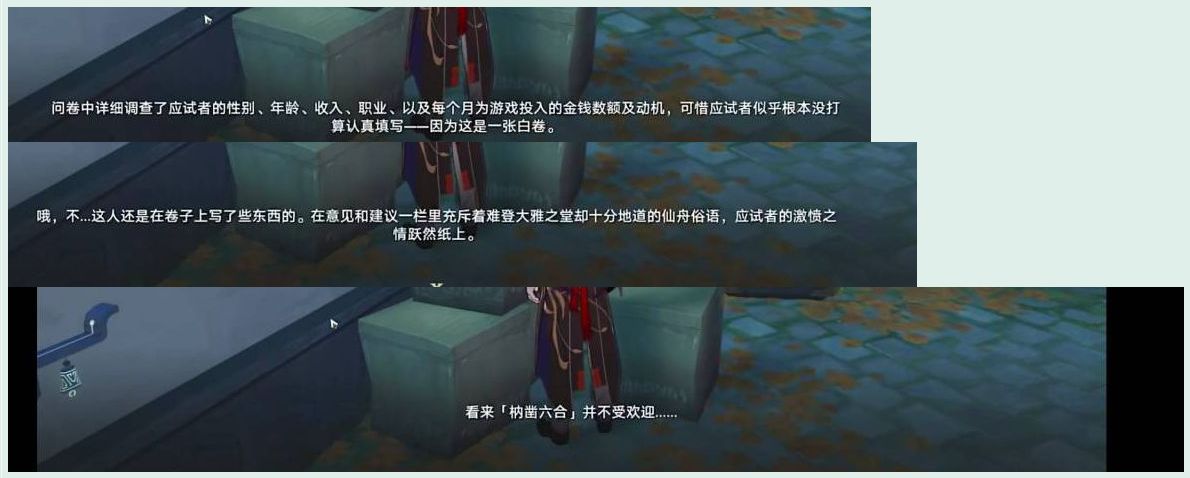 问卷中详细调查了应试者的性别、年龄、收入、职业、以及每个月为游戏投入的金钱数额及动机，可惜应试者似乎根本没打
算认真填写——因为这是一张白卷。
哦，不...这人还是在卷子上写了些东西的。在意见和建议一栏里充斥着难登大雅之堂却十分地道的仙舟俗语，应试者的激愤之
情跃然纸上。
看来「枘凿六合」并不受欢迎......